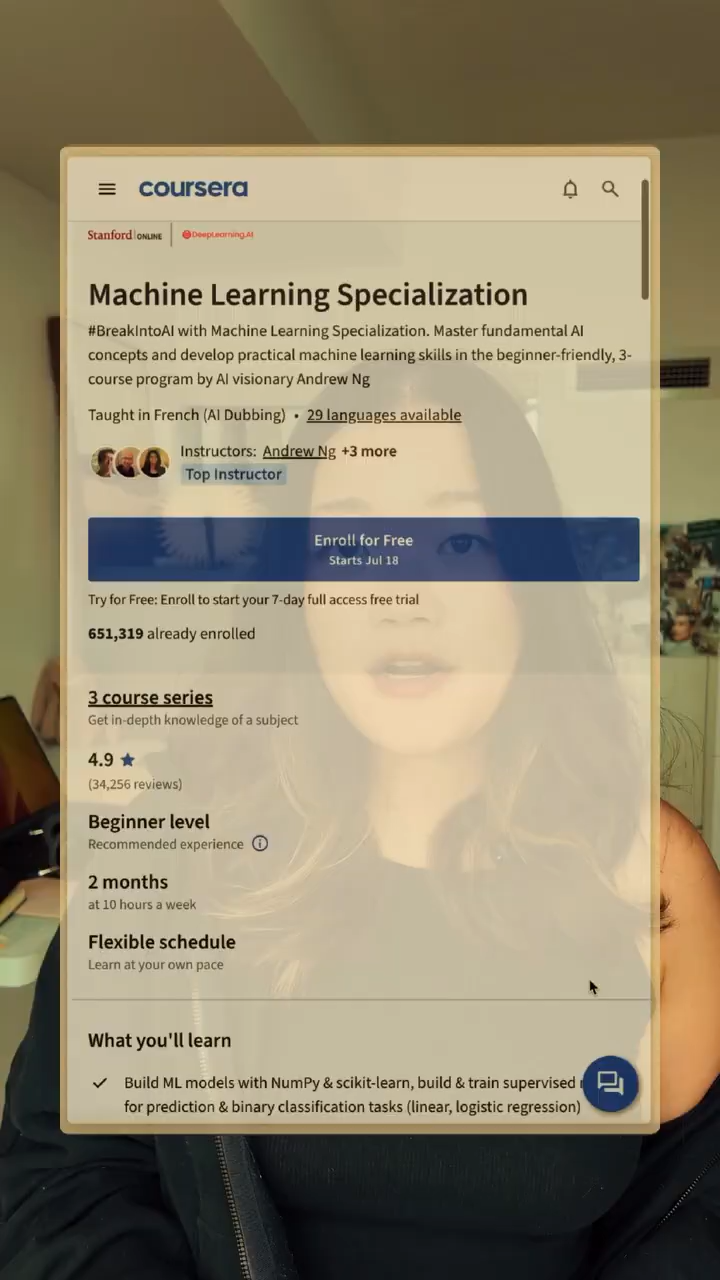 coursera
Stanford | ONLINE DeepLearning.AI
Machine Learning Specialization
#BreakIntoAI with Machine Learning Specialization. Master fundamental AI
concepts and develop practical machine learning skills in the beginner-friendly, 3-
course program by AI visionary Andrew Ng
Taught in French (AI Dubbing) • 29 languages available
Instructors: Andrew Ng +3 more
Top Instructor
Enroll for Free
Starts Jul 18
Try for Free: Enroll to start your 7-day full access free trial
651,319 already enrolled
3 course series
Get in-depth knowledge of a subject
4.9 ★
(34,256 reviews)
Beginner level
Recommended experience
2 months
at 10 hours a week
Flexible schedule
Learn at your own pace
What you'll learn
Build ML models with NumPy & scikit-learn, build & train supervised
for prediction & binary classification tasks (linear, logistic regression)